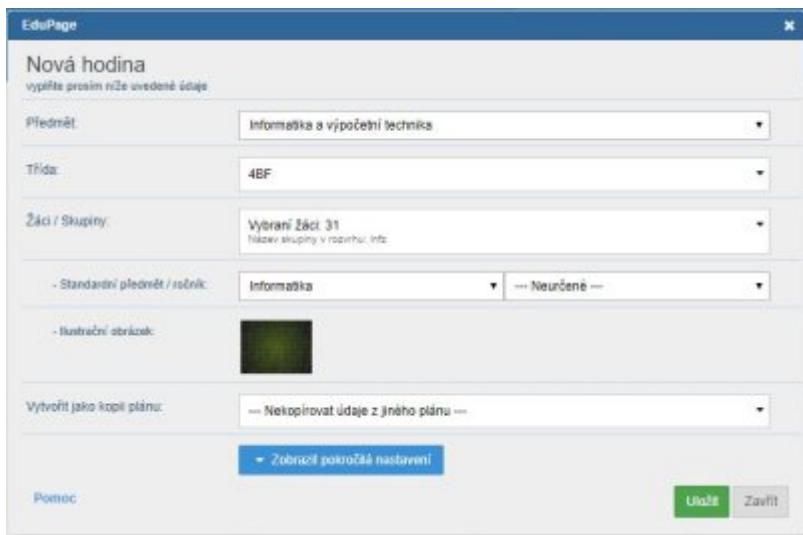 EduPage
Nová hodina
vyplňte prosím níže uvedené údaje
Předmět:
Informatika a výpočetní technika
Třída:
4BF
Žáci / Skupiny:
Vybraní žáci: 31
Název skupiny v rozvrhu: Infz
- Standardní předmět / ročník:
Informatika
--- Neurčené ---
- Ilustrační obrázek:
Vytvořit jako kopii plánu:
--- Nekopírovat údaje z jiného plánu ---
Zobrazit pokročilá nastavení
Pomoc
Uložit
Zavřít